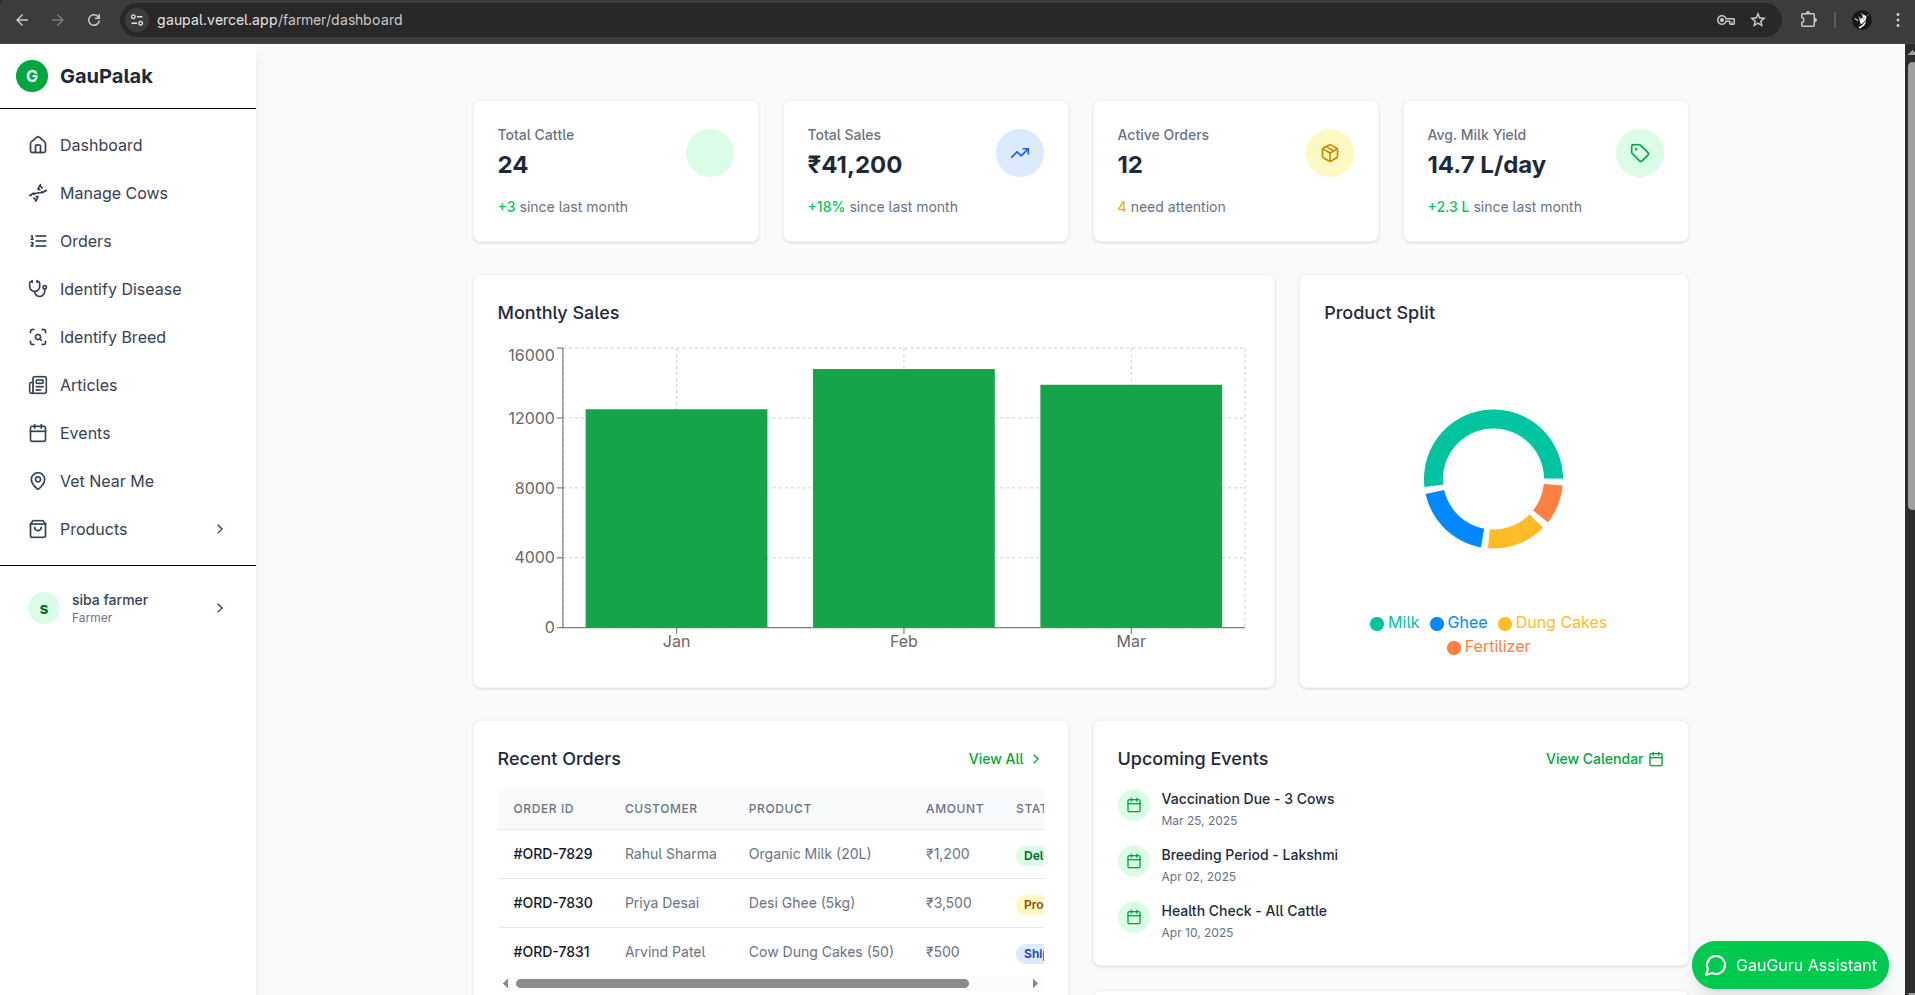 gaupal.vercel.app/farmer/dashboard
G GauPalak
Dashboard
Manage Cows
Orders
Identify Disease
Identify Breed
Articles
Events
Vet Near Me
Products
s siba farmer
Farmer
Total Cattle
24
+3 since last month
Total Sales
₹41,200
+18% since last month
Active Orders
12
4 need attention
Avg. Milk Yield
14.7 L/day
+2.3 L since last month
Monthly Sales
16000
12000
8000
4000
0
Jan Feb Mar
Product Split
Milk Ghee Dung Cakes
Fertilizer
Recent Orders View All
ORDER ID CUSTOMER PRODUCT AMOUNT STAT
#ORD-7829 Rahul Sharma Organic Milk (20L) ₹1,200 Del
#ORD-7830 Priya Desai Desi Ghee (5kg) ₹3,500 Pro
#ORD-7831 Arvind Patel Cow Dung Cakes (50) ₹500 Shi
Upcoming Events View Calendar
Vaccination Due - 3 Cows
Mar 25, 2025
Breeding Period - Lakshmi
Apr 02, 2025
Health Check - All Cattle
Apr 10, 2025
GauGuru Assistant